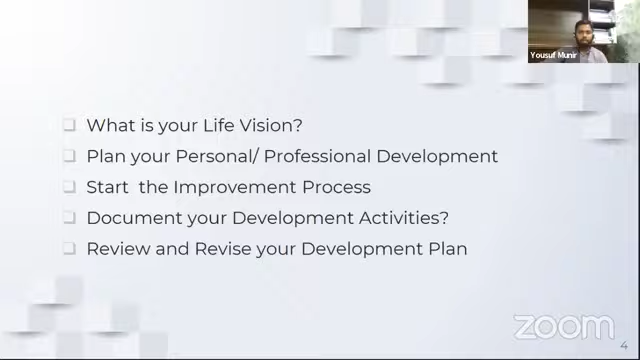 Yousuf Munir
What is your Life Vision?
Plan your Personal/ Professional Development
Start the Improvement Process
Document your Development Activities?
Review and Revise your Development Plan
zoom
4